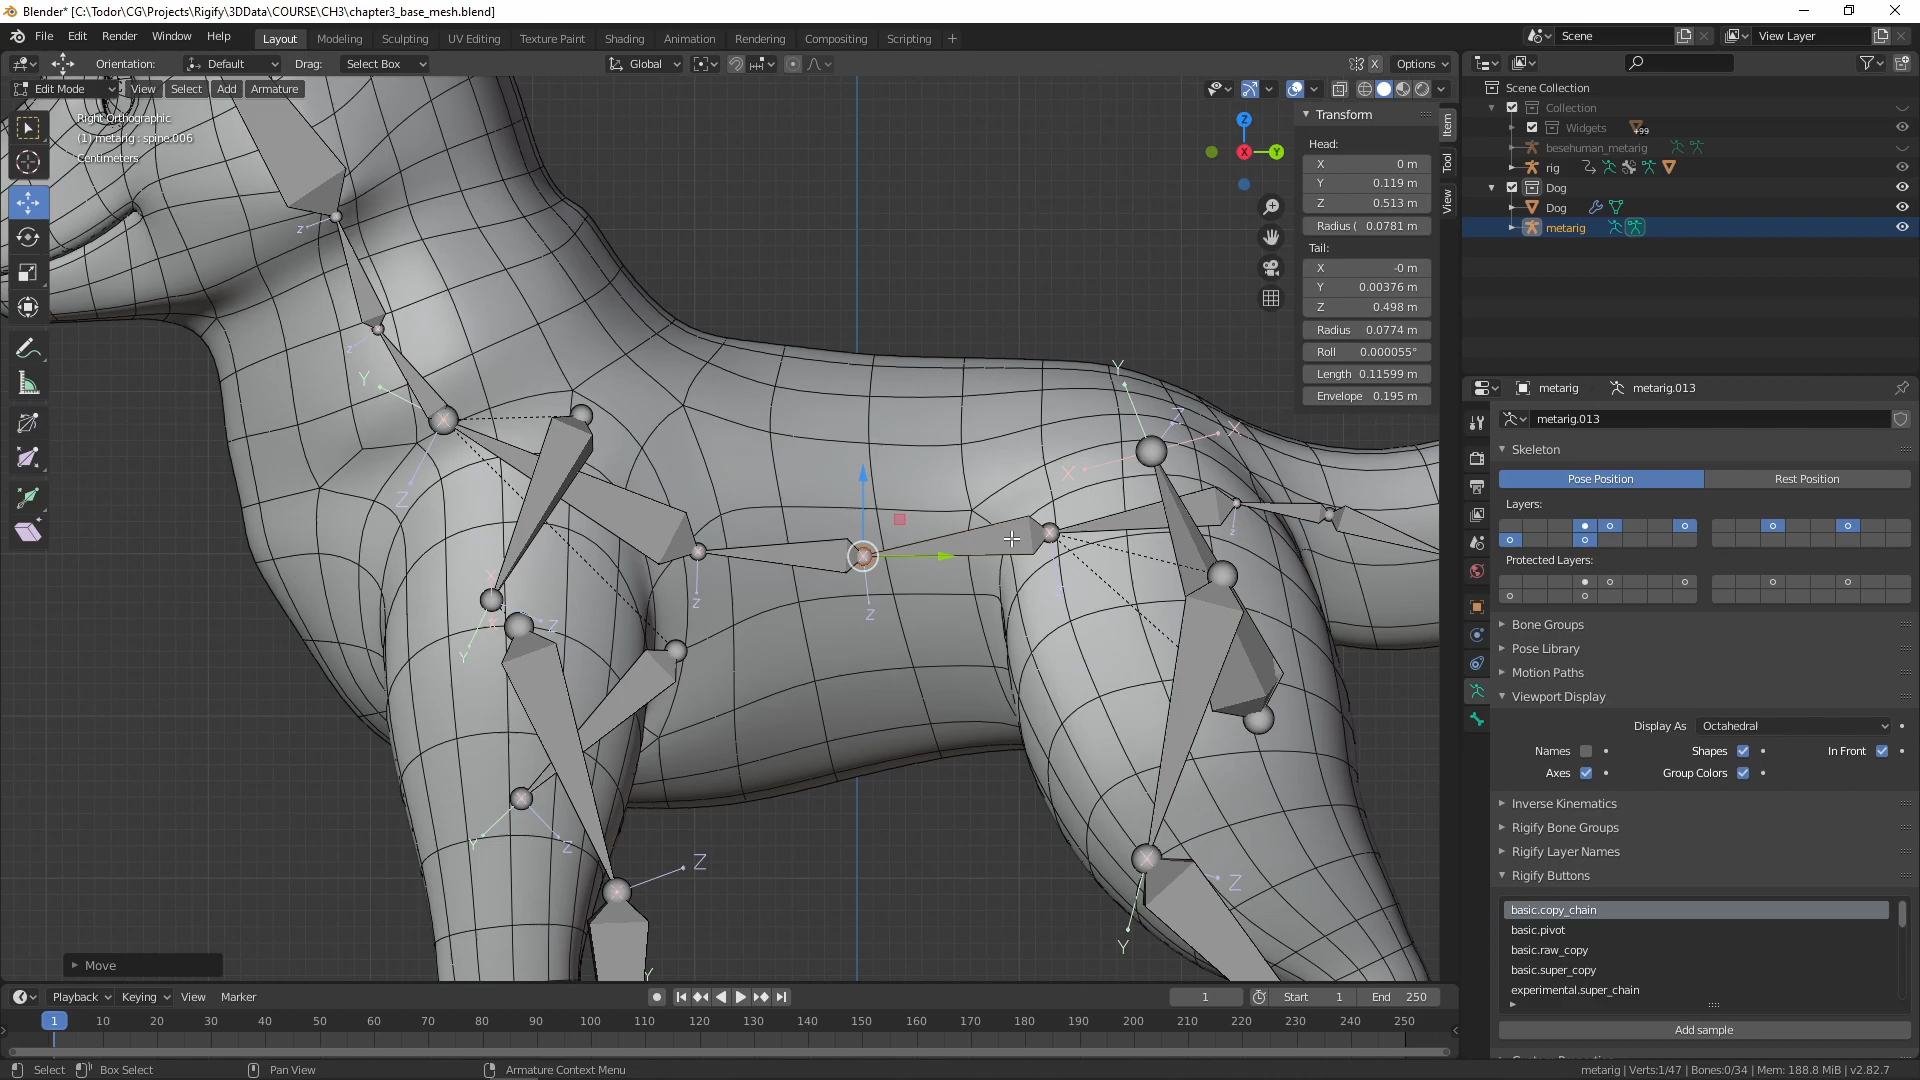 Blender* [C:\Todor\CG\Projects\Rigify\3DData\COURSE\CH3\chapter3_base_mesh.blend]
File Edit Render Window Help Layout Modeling Sculpting UV Editing Texture Paint Shading Animation Rendering Compositing Scripting + Scene View Layer
Orientation: Default Drag: Select Box Global Options
Edit Mode View Select Add Armature
Right Orthographic
(1) metarig : spine.006
Centimeters
Z
X
Y
Z
Z
Y
Z
X
Y
X
Z
Y
Z
Z
Y
Z
X
X
Z
Z
Y
Z
Y
Item
Tool
View
Transform
Head:
X 0 m
Y 0.119 m
Z 0.513 m
Radius ( 0.0781 m
Tail:
X -0 m
Y 0.00376 m
Z 0.498 m
Radius 0.0774 m
Roll 0.000055°
Length 0.11599 m
Envelope 0.195 m
Move
Scene Collection
Collection
Widgets +99
besehuman_metarig
rig
Dog
Dog
metarig
metarig metarig.013
metarig.013
Skeleton
Pose Position Rest Position
Layers:
Protected Layers:
Bone Groups
Pose Library
Motion Paths
Viewport Display
Display As Octahedral
Names Shapes In Front
Axes Group Colors
Inverse Kinematics
Rigify Bone Groups
Rigify Layer Names
Rigify Buttons
basic.copy_chain
basic.pivot
basic.raw_copy
basic.super_copy
experimental.super_chain
Add sample
Playback Keying View Marker 1 Start 1 End 250
1 10 20 30 40 50 60 70 80 90 100 110 120 130 140 150 160 170 180 190 200 210 220 230 240 250
Select Box Select Pan View Armature Context Menu metarig | Verts:1/47 | Bones:0/34 | Mem: 188.8 MiB | v2.82.7